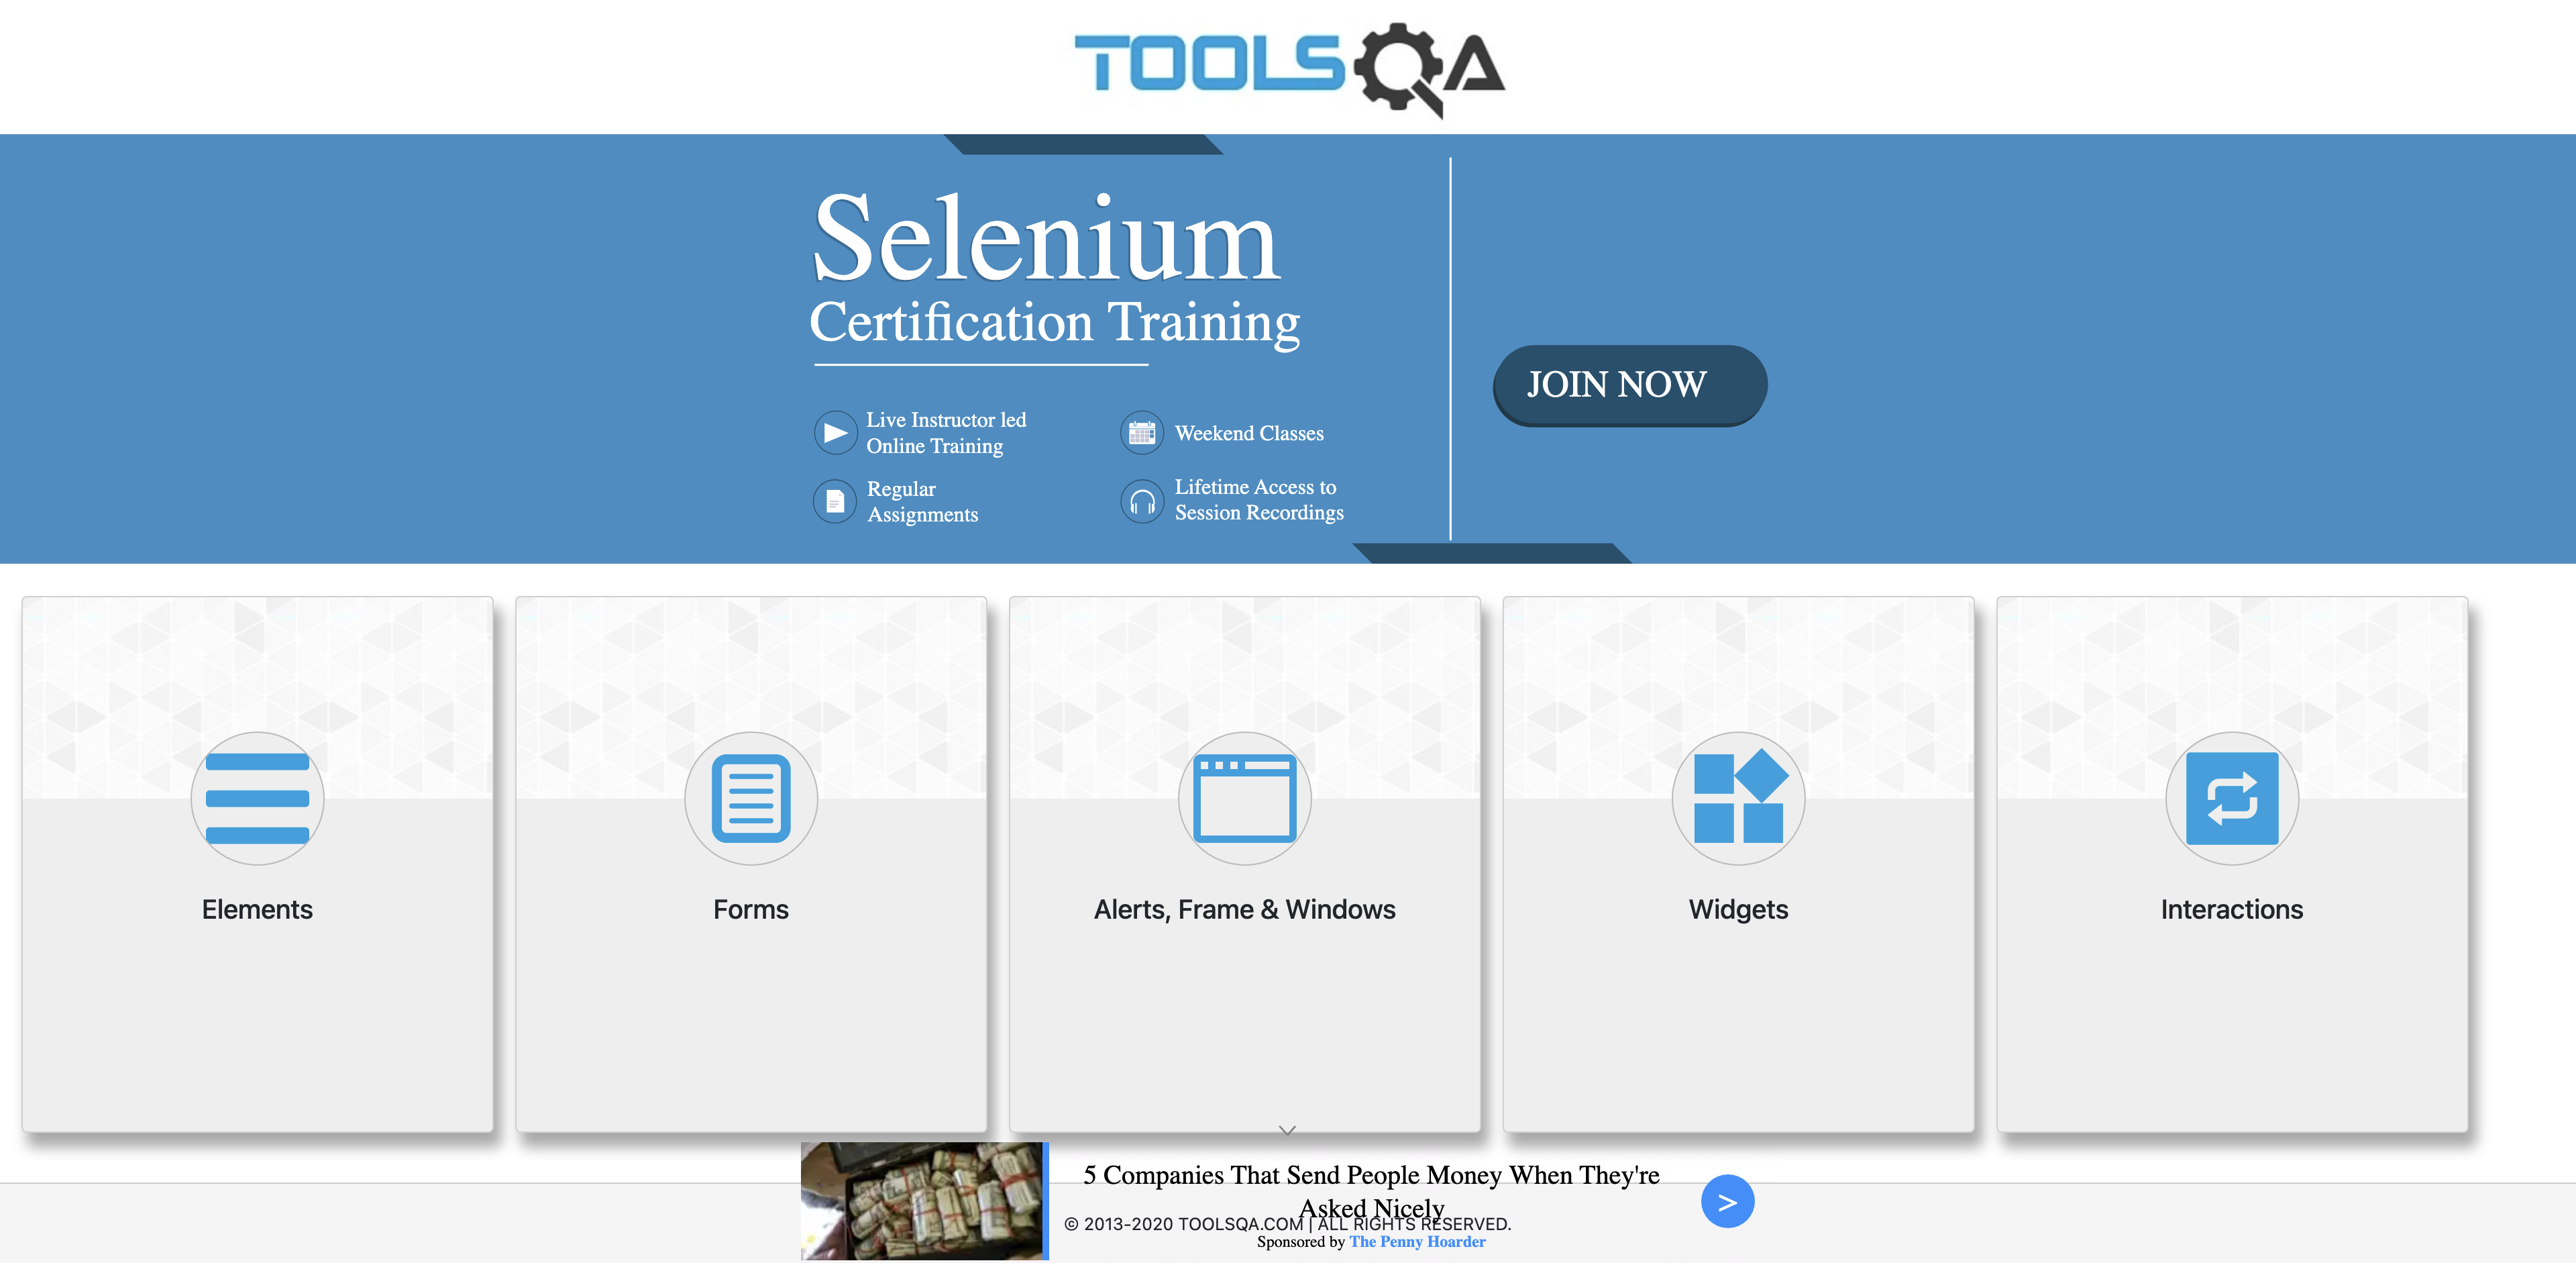 TOOLSQA
Selenium
Certification Training
Live Instructor led
Online Training
Weekend Classes
Regular
Assignments
Lifetime Access to
Session Recordings
JOIN NOW
Elements
Forms
Alerts, Frame & Windows
Widgets
Interactions
5 Companies That Send People Money When They're
Asked Nicely
© 2013-2020 TOOLSQA.COM | ALL RIGHTS RESERVED.
Sponsored by The Penny Hoarder